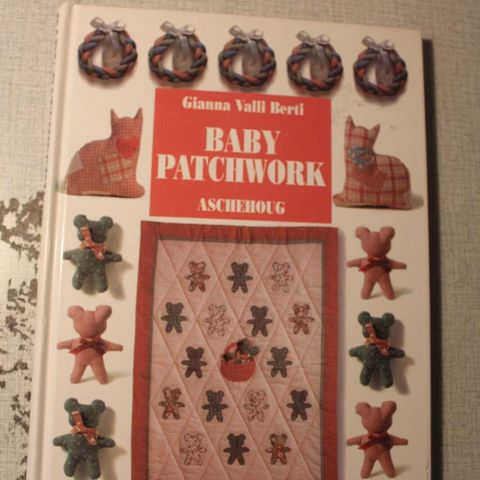 Gianna Valli Berti
BABY
PATCHWORK
ASCHEHOUG